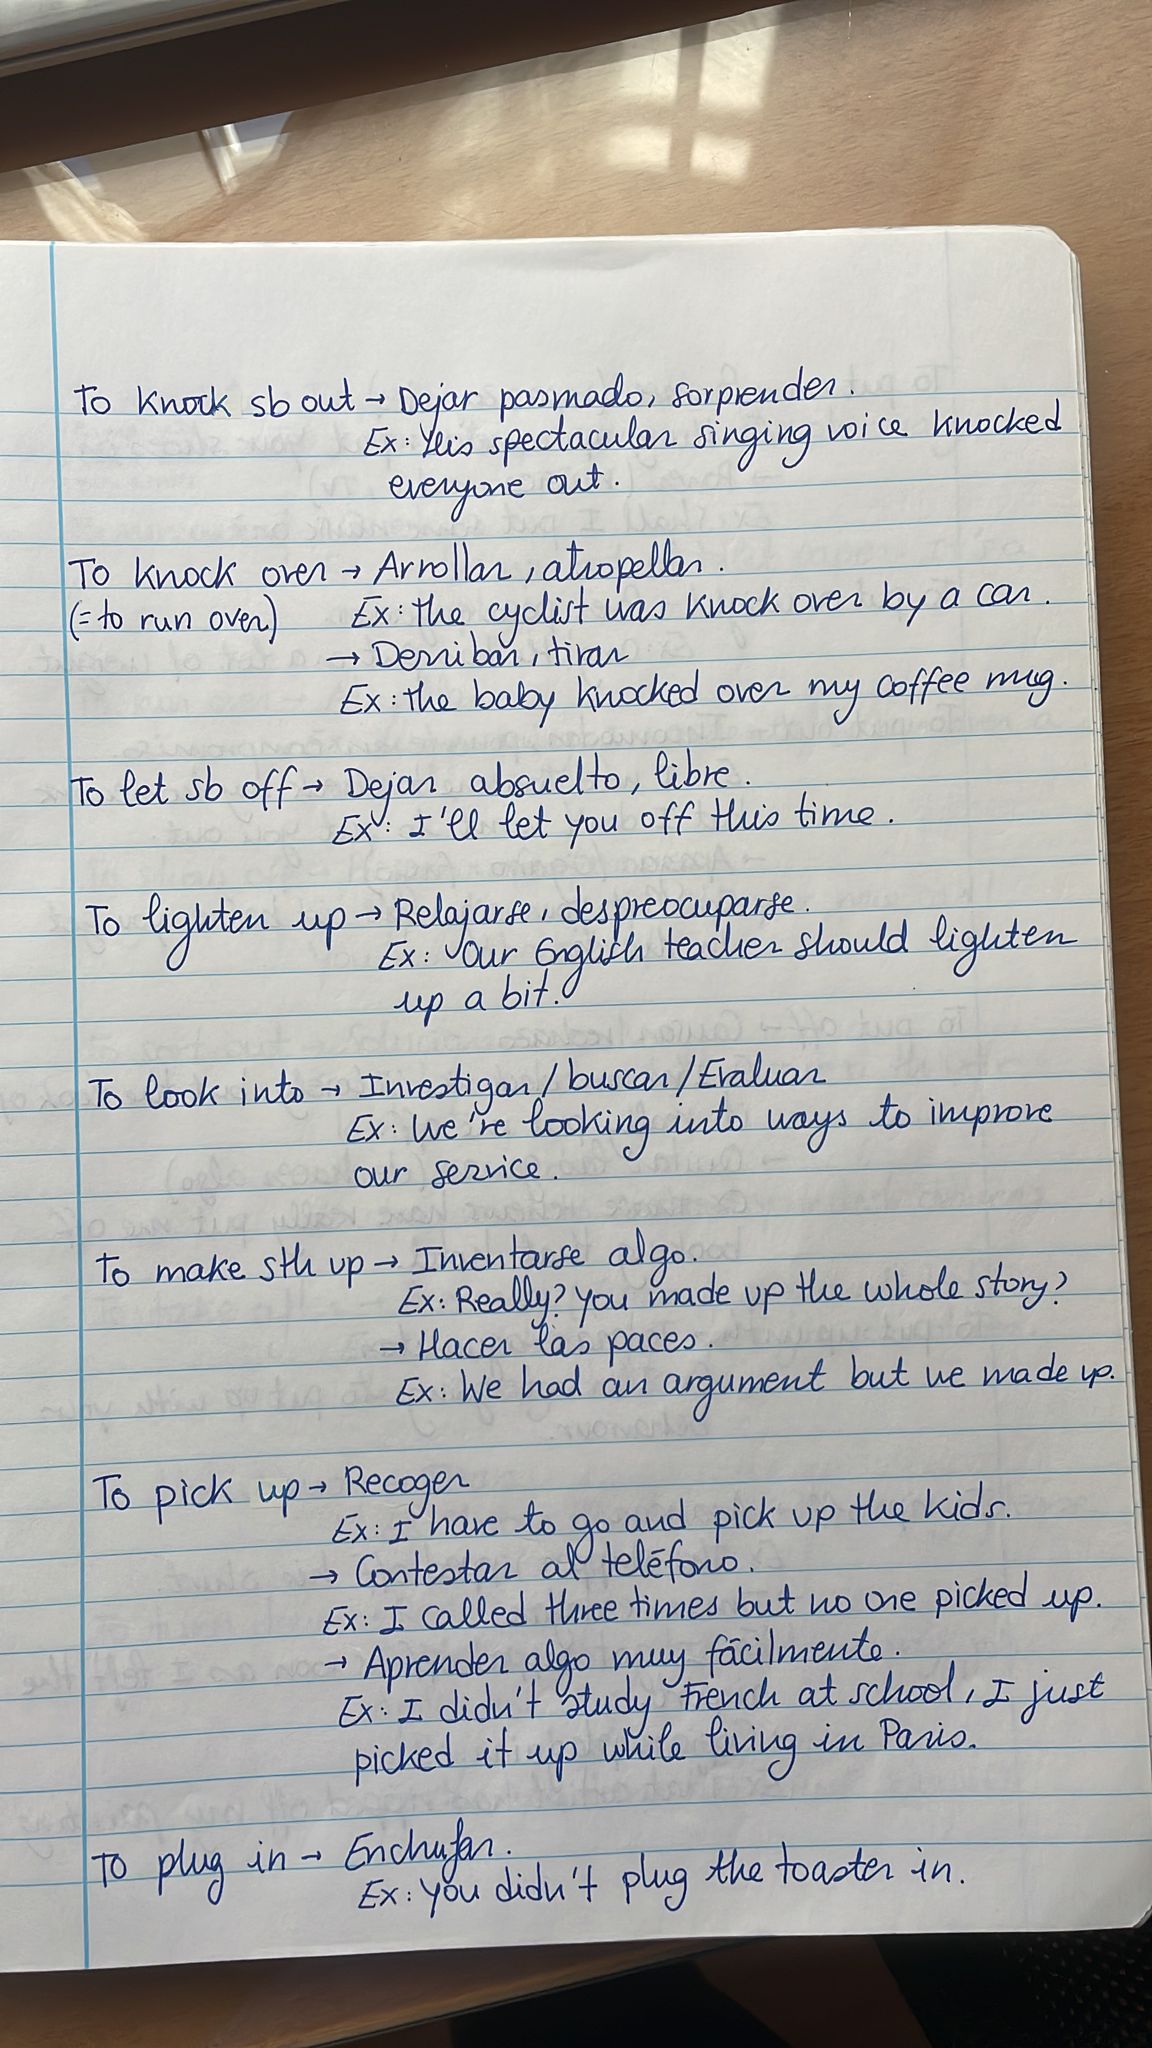 To knock sb out → Dejar pasmado, sorprender.
Ex: His spectacular singing voice knocked
everyone out.
To knock over → Arrollar, atropellar.
(= to run over) Ex: the cyclist was knock over by a car.
→ Derribar, tirar
Ex: the baby knocked over my coffee mug.
To let sb off → Dejar absuelto, libre.
Ex: I'll let you off this time.
To lighten up → Relajarse, despreocuparse.
Ex: Our English teacher should lighten
up a bit.
To look into → Investigar/buscar/Evaluar
Ex: We're looking into ways to improve
our service.
To make sth up → Inventarse algo.
Ex: Really? you made up the whole story?
→ Hacer las paces.
Ex: We had an argument but we made up.
To pick up → Recoger
Ex: I have to go and pick up the kids.
→ Contestar al teléfono.
Ex: I called three times but no one picked up.
→ Aprender algo muy fácilmente.
Ex: I didn't study French at school, I just
picked it up while living in Paris.
To plug in → Enchufar.
Ex: you didn't plug the toaster in.